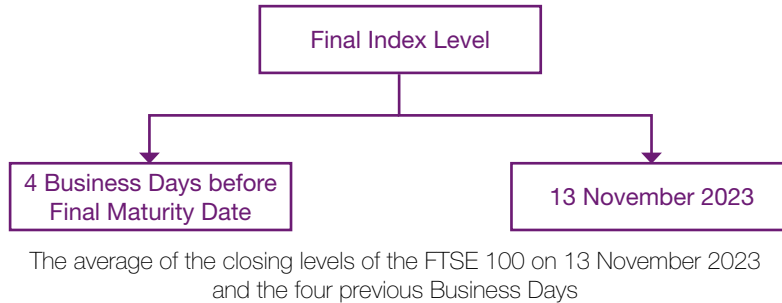 Final Index Level
4 Business Days before
Final Maturity Date
13 November 2023
The average of the closing levels of the FTSE 100 on 13 November 2023
and the four previous Business Days